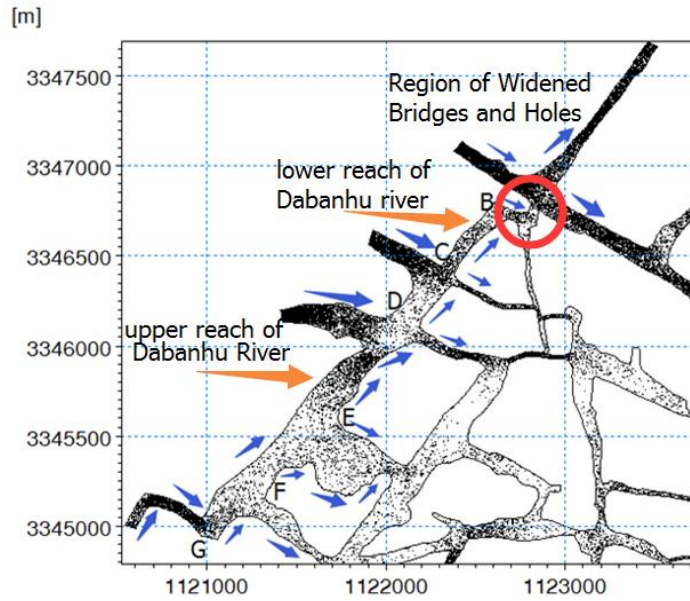 [m]
3347500
Region of Widened
Bridges and Holes
3347000
lower reach of
Dabanhu river
B
3346500
C
D
3346000
upper reach of
Dabanhu River
E
3345500
F
3345000
G
1121000
1122000
1123000